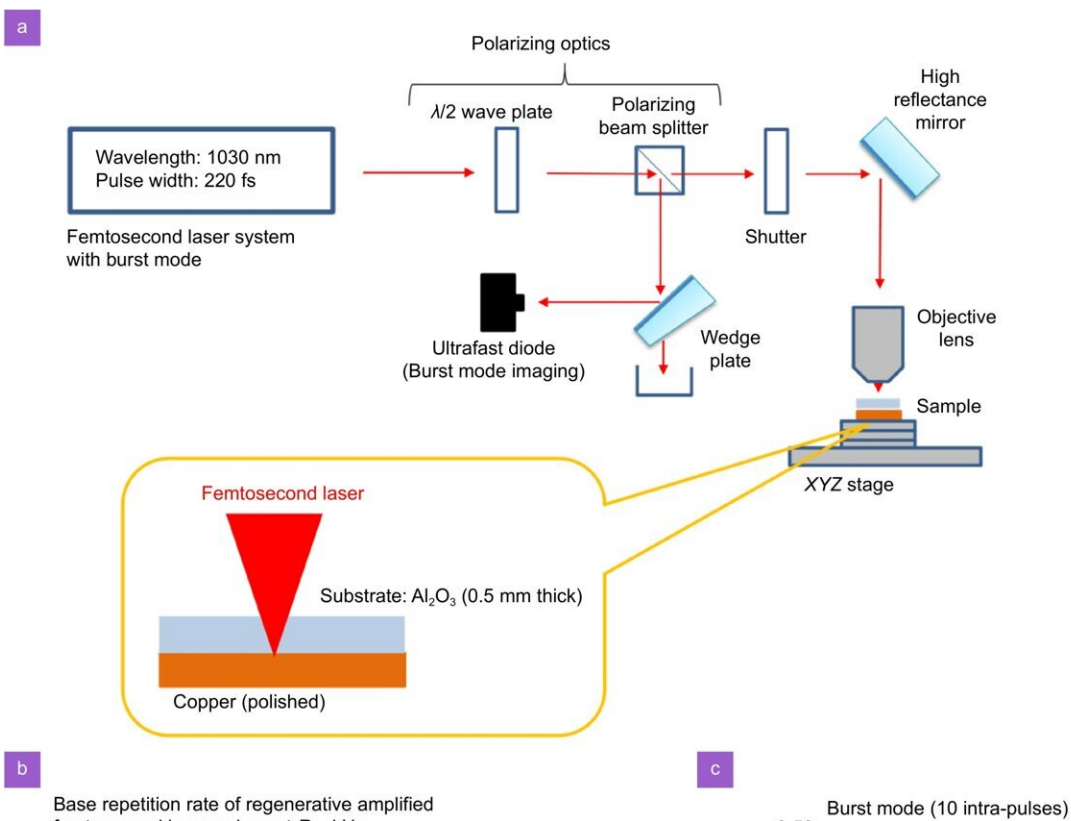 a
Polarizing optics
λ/2 wave plate
Polarizing
beam splitter
High
reflectance
mirror
Wavelength: 1030 nm
Pulse width: 220 fs
Femtosecond laser system
with burst mode
Shutter
Ultrafast diode
(Burst mode imaging)
Wedge
plate
Objective
lens
Sample
XYZ stage
Femtosecond laser
Substrate: Al₂O₃ (0.5 mm thick)
Copper (polished)
b
Base repetition rate of regenerative amplified
c
Burst mode (10 intra-pulses)